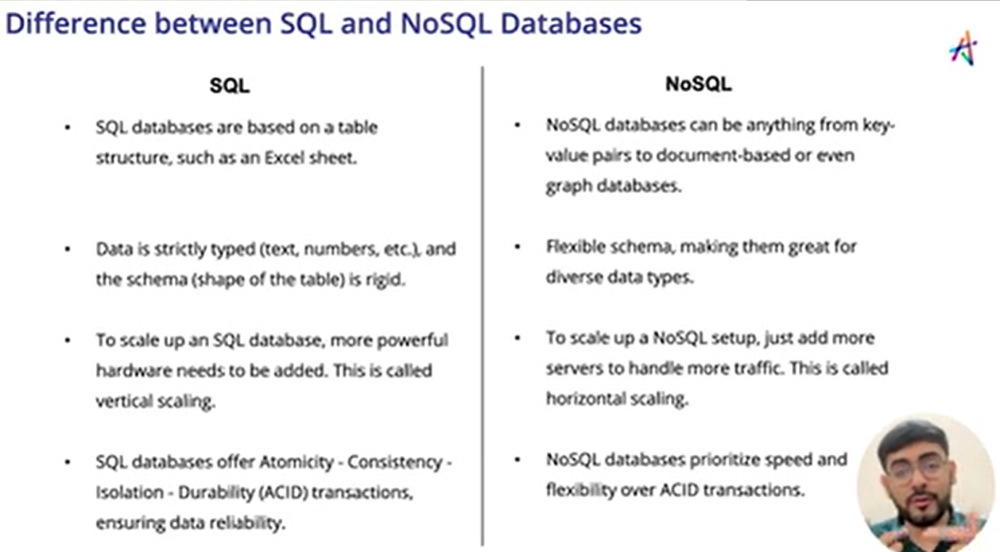 Difference between SQL and NoSQL Databases
SQL
• SQL databases are based on a table
structure, such as an Excel sheet.
• Data is strictly typed (text, numbers, etc.), and
the schema (shape of the table) is rigid.
• To scale up an SQL database, more powerful
hardware needs to be added. This is called
vertical scaling.
• SQL databases offer Atomicity - Consistency -
Isolation - Durability (ACID) transactions,
ensuring data reliability.
NoSQL
• NoSQL databases can be anything from key-
value pairs to document-based or even
graph databases.
• Flexible schema, making them great for
diverse data types.
• To scale up a NoSQL setup, just add more
servers to handle more traffic. This is called
horizontal scaling.
• NoSQL databases prioritize speed and
flexibility over ACID transactions.